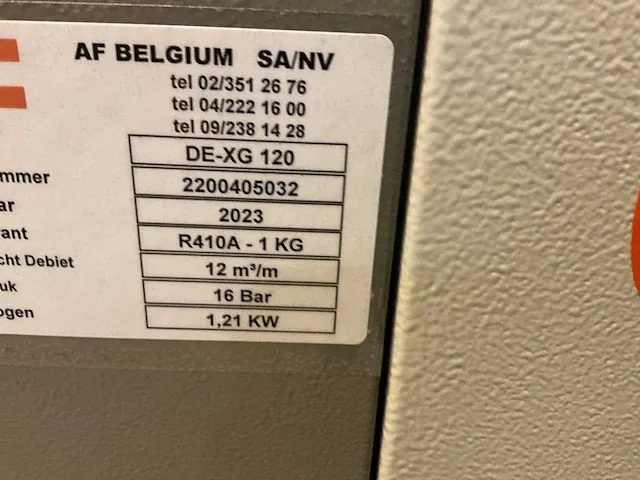 AF BELGIUM SA/NV
tel 02/351 26 76
tel 04/222 16 00
tel 09/238 14 28
DE-XG 120
ummer 2200405032
ar 2023
rant R410A - 1 KG
cht Debiet 12 m³/m
uk 16 Bar
ogen 1,21 KW